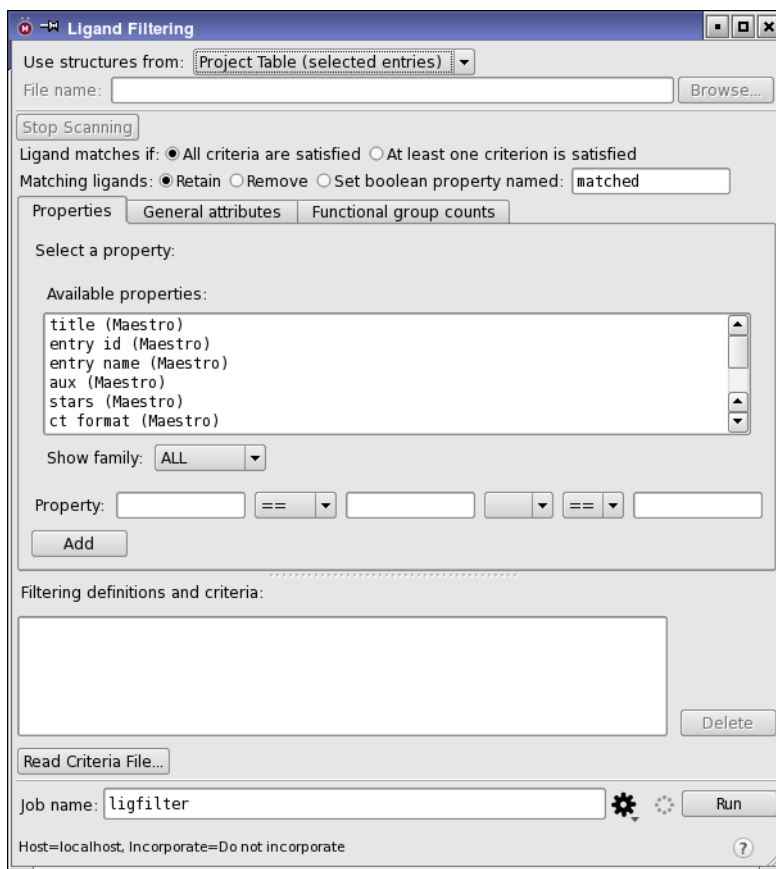 Ligand Filtering
Use structures from: Project Table (selected entries)
File name: Browse...
Stop Scanning
Ligand matches if: All criteria are satisfied At least one criterion is satisfied
Matching ligands: Retain Remove Set boolean property named: matched
Properties General attributes Functional group counts
Select a property:
Available properties:
title (Maestro)
entry id (Maestro)
entry name (Maestro)
aux (Maestro)
stars (Maestro)
ct format (Maestro)
Show family: ALL
Property: == ==
Add
Filtering definitions and criteria:
Delete
Read Criteria File...
Job name: ligfilter Run
Host=localhost, Incorporate=Do not incorporate ?